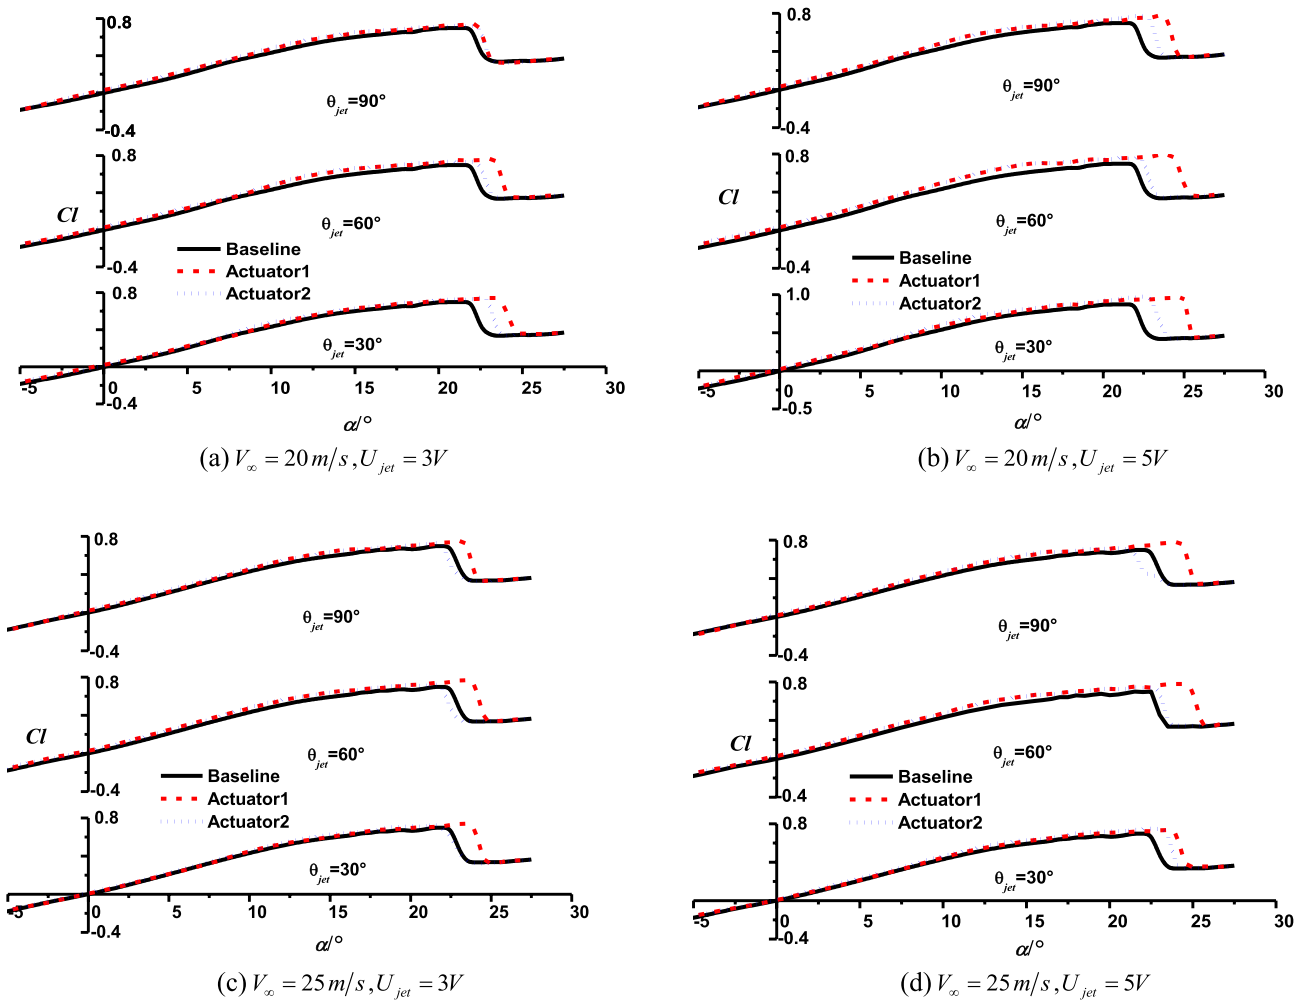 0.8
θjet=90°
-0.4
0.8
Cl
θjet=60°
Baseline
Actuator1
Actuator2
-0.4
0.8
θjet=30°
-5 0 5 10 15 20 25 30
-0.4
α/°
(a) V∞ = 20 m/s , Ujet = 3V
0.8
θjet=90°
-0.4
0.8
Cl
θjet=60°
Baseline
-0.4
Actuator1
1.0
Actuator2
θjet=30°
-5 0 5 10 15 20 25 30
-0.5
α/°
(b) V∞ = 20 m/s , Ujet = 5V
0.8
θjet=90°
-0.4
0.8
Cl
θjet=60°
Baseline
-0.4
Actuator1
0.8
Actuator2
θjet=30°
-5 0 5 10 15 20 25 30
-0.4
α/°
(c) V∞ = 25 m/s , Ujet = 3V
0.8
θjet=90°
-0.4
0.8
Cl
θjet=60°
Baseline
-0.4
Actuator1
0.8
Actuator2
θjet=30°
-5 0 5 10 15 20 25 30
-0.4
α/°
(d) V∞ = 25 m/s , Ujet = 5V